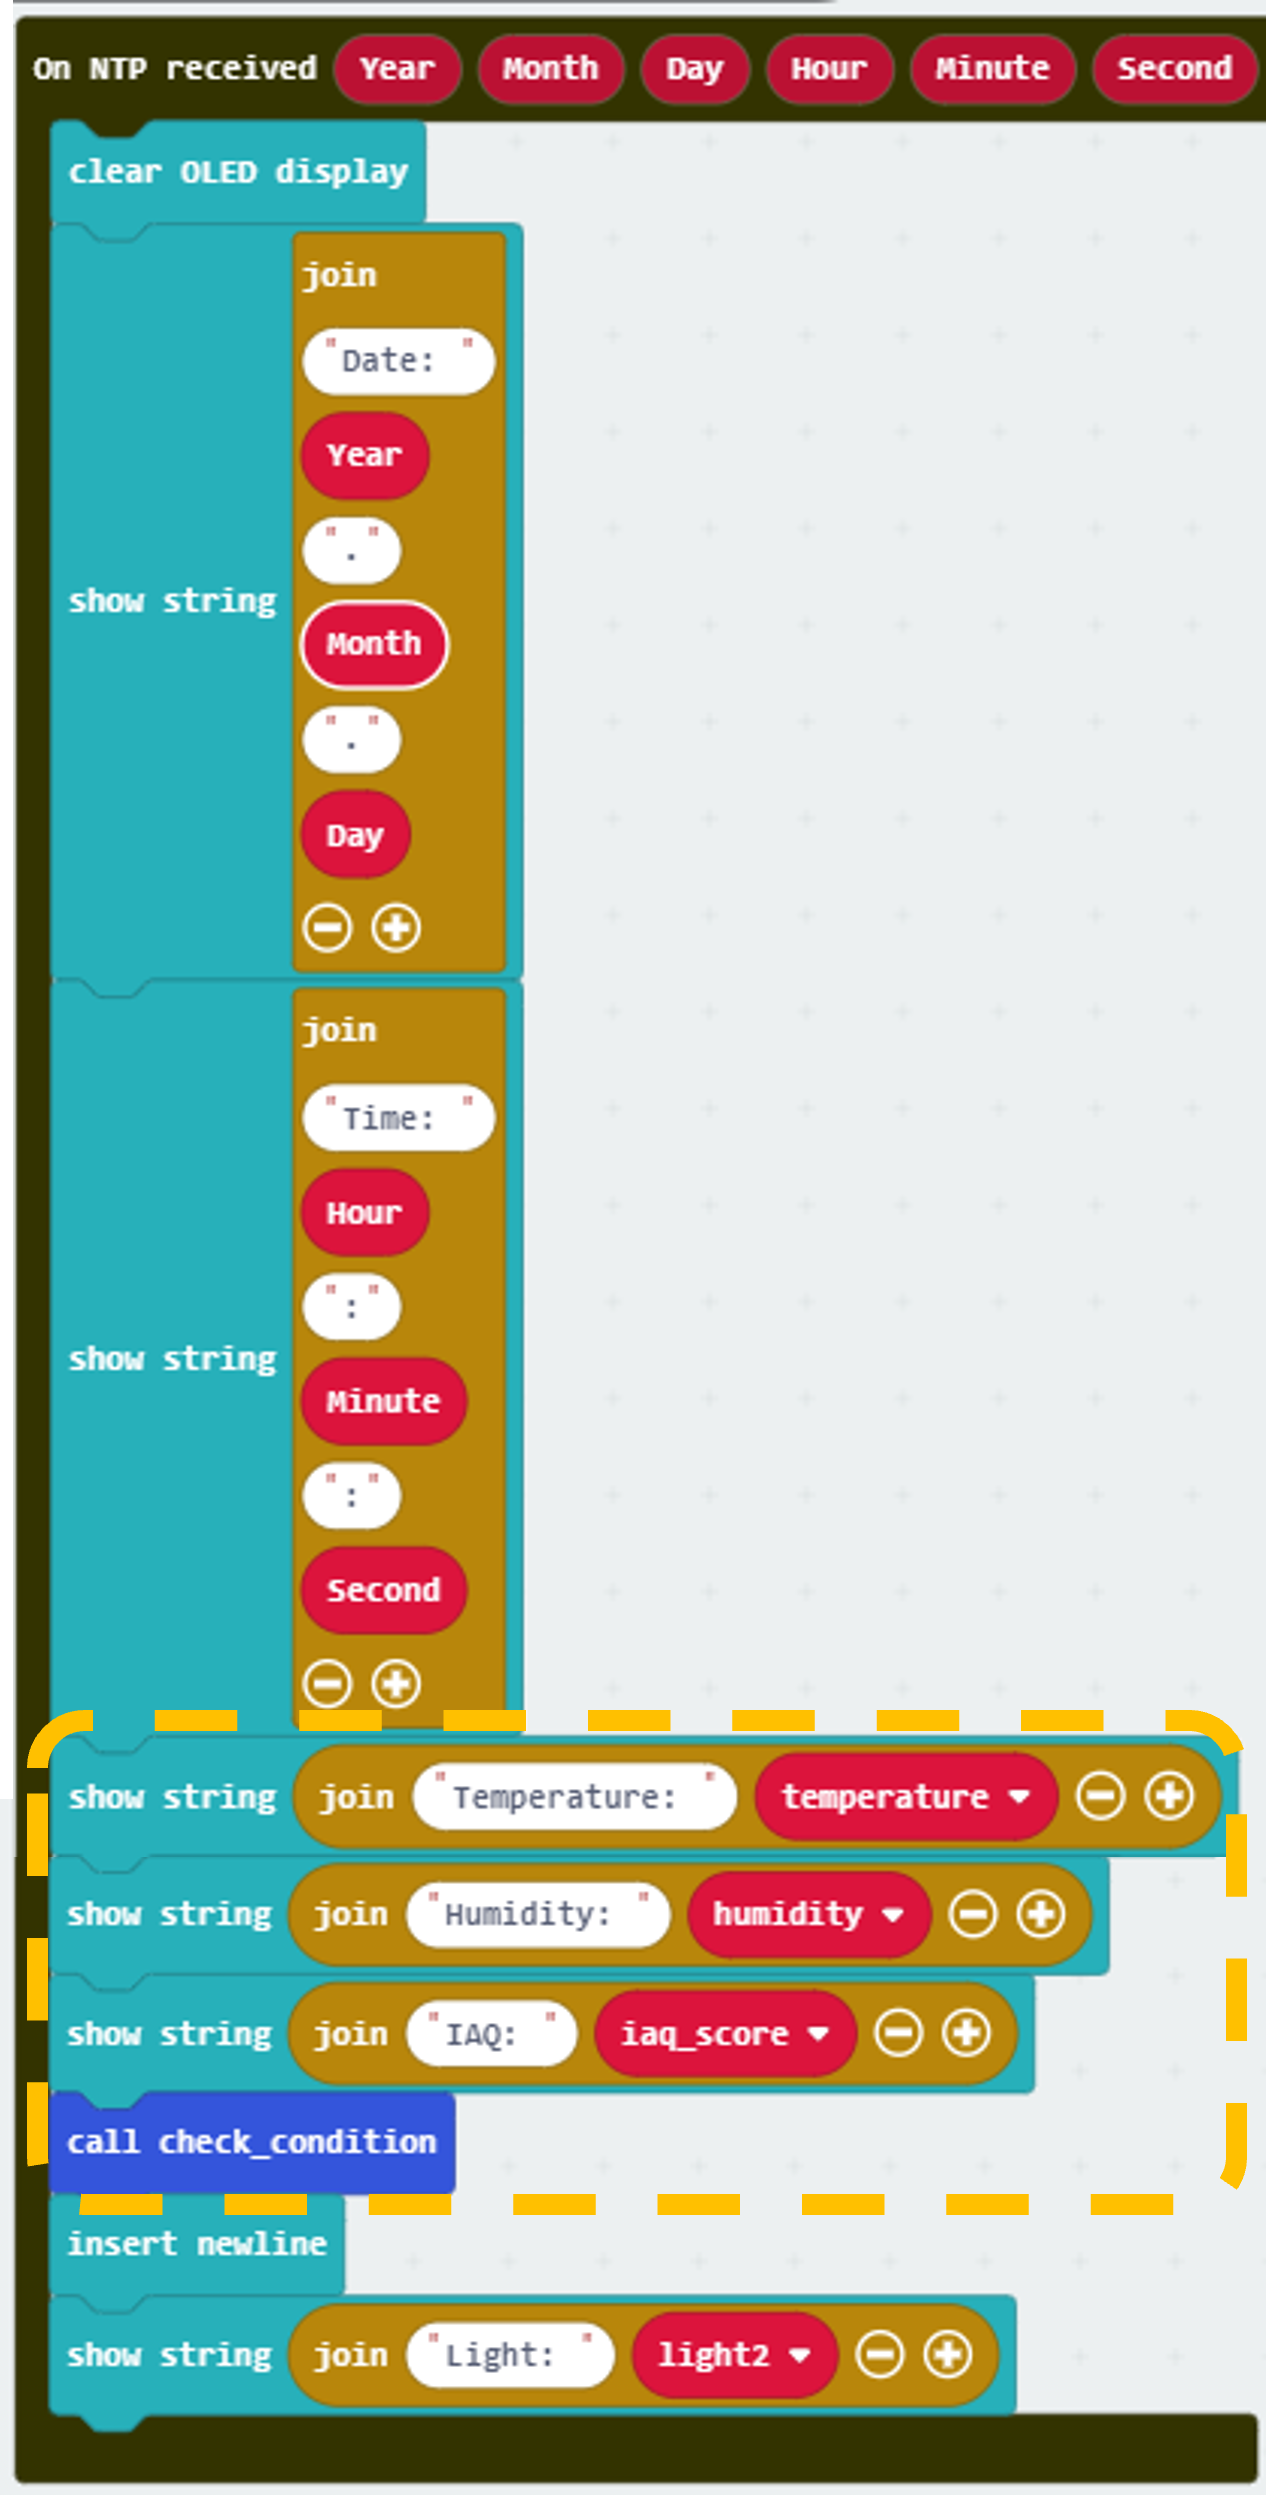 On NTP received Year Month Day Hour Minute Second
clear OLED display
show string
join
"Date: "
Year
"."
Month
"."
Day
show string
join
"Time: "
Hour
":"
Minute
":"
Second
show string join "Temperature: " temperature
show string join "Humidity: " humidity
show string join "IAQ: " iaq_score
call check_condition
insert newline
show string join "Light: " light2